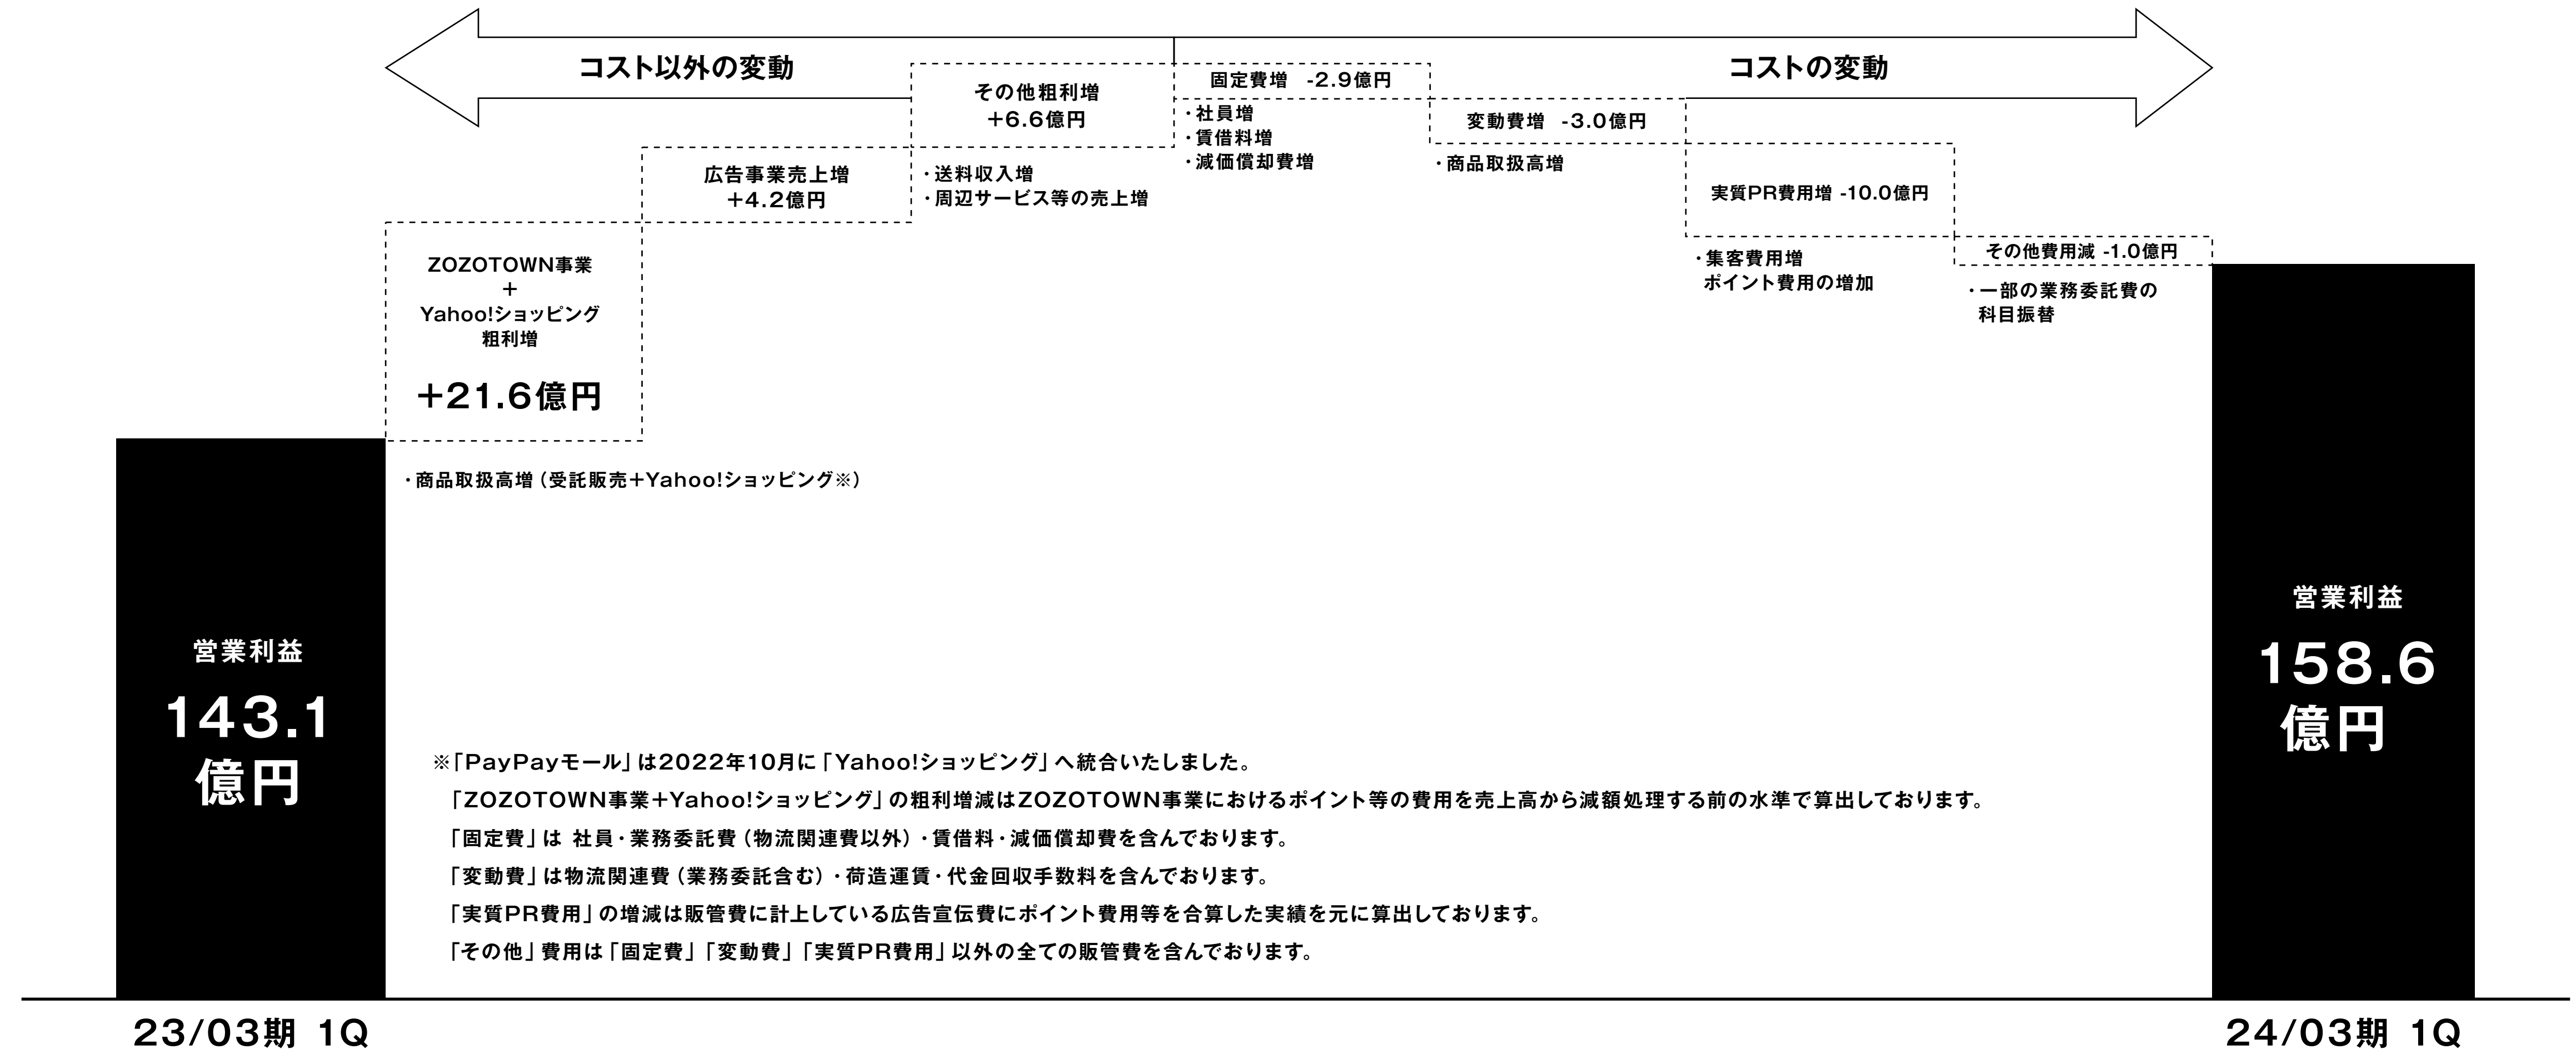 コスト以外の変動
コストの変動
ZOZOTOWN事業
+
Yahoo!ショッピング
粗利増
+21.6億円
・商品取扱高増（受託販売+Yahoo!ショッピング※）
広告事業売上増
+4.2億円
その他粗利増
+6.6億円
・送料収入増
・周辺サービス等の売上増
固定費増 -2.9億円
・社員増
・賃借料増
・減価償却費増
変動費増 -3.0億円
・商品取扱高増
実質PR費用増 -10.0億円
・集客費用増
ポイント費用の増加
その他費用減 -1.0億円
・一部の業務委託費の
科目振替
営業利益
143.1
億円
営業利益
158.6
億円
※「PayPayモール」は2022年10月に「Yahoo!ショッピング」へ統合いたしました。
「ZOZOTOWN事業+Yahoo!ショッピング」の粗利増減はZOZOTOWN事業におけるポイント等の費用を売上高から減額処理する前の水準で算出しております。
「固定費」は 社員・業務委託費（物流関連費以外）・賃借料・減価償却費を含んでおります。
「変動費」は物流関連費（業務委託含む）・荷造運賃・代金回収手数料を含んでおります。
「実質PR費用」の増減は販管費に計上している広告宣伝費にポイント費用等を合算した実績を元に算出しております。
「その他」費用は「固定費」「変動費」「実質PR費用」以外の全ての販管費を含んでおります。
23/03期 1Q
24/03期 1Q